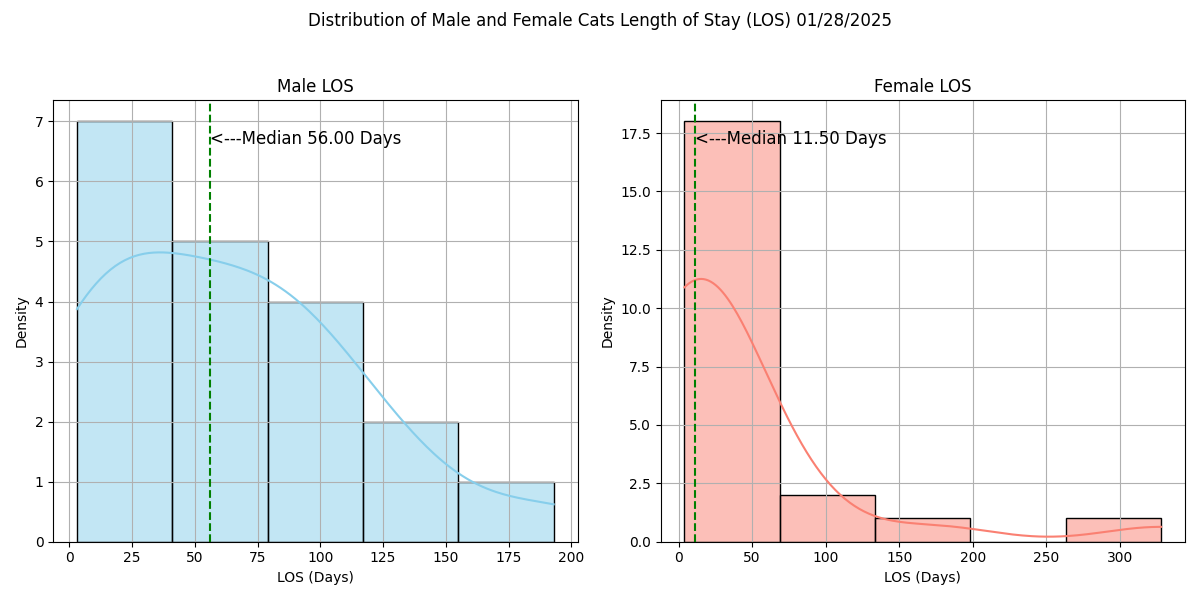 Distribution of Male and Female Cats Length of Stay (LOS) 01/28/2025
Male LOS
7
6
5
4
3
2
1
0
Density
<---Median 56.00 Days
0 25 50 75 100 125 150 175 200
LOS (Days)
Female LOS
17.5
15.0
12.5
10.0
7.5
5.0
2.5
0.0
Density
<---Median 11.50 Days
0 50 100 150 200 250 300
LOS (Days)